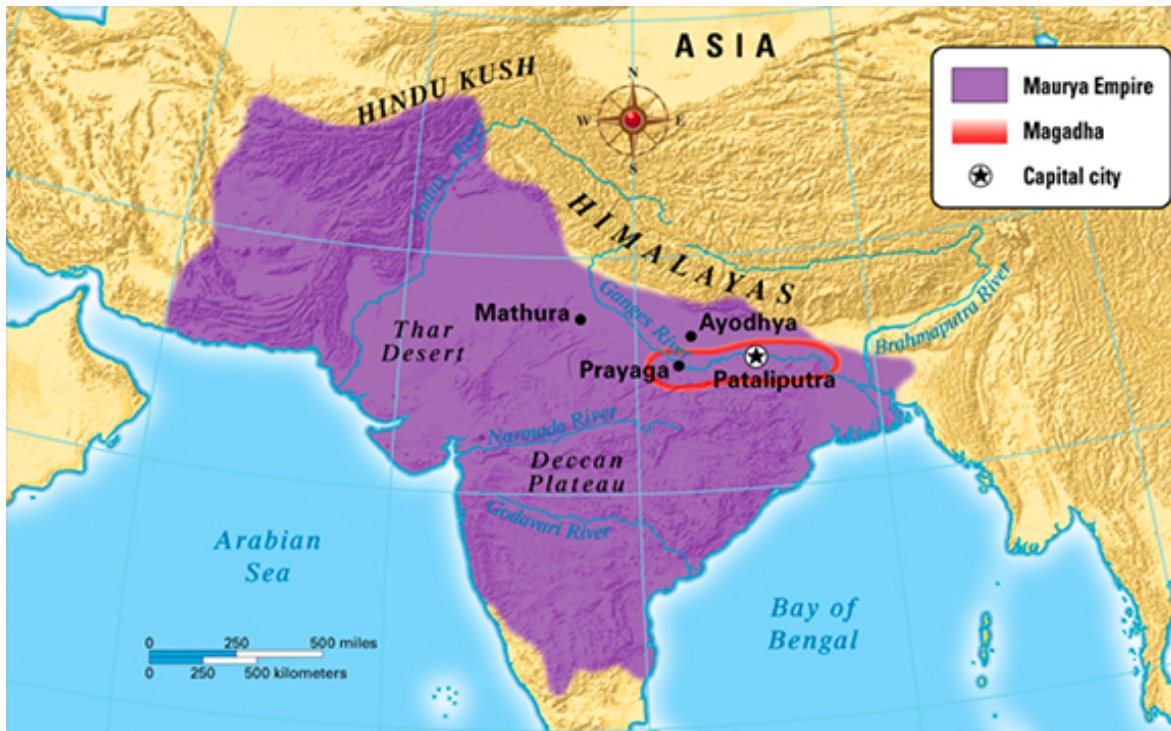 ASIA
HINDU KUSH
N
W
E
S
Maurya Empire
Magadha
Capital city
Indus River
HIMALAYAS
Ganges River
Brahmaputra River
Mathura
Ayodhya
Thar
Desert
Prayaga
Pataliputra
Narmada River
Deccan
Plateau
Godavari River
Arabian
Sea
Bay of
Bengal
0 250 500 miles
0 250 500 kilometers